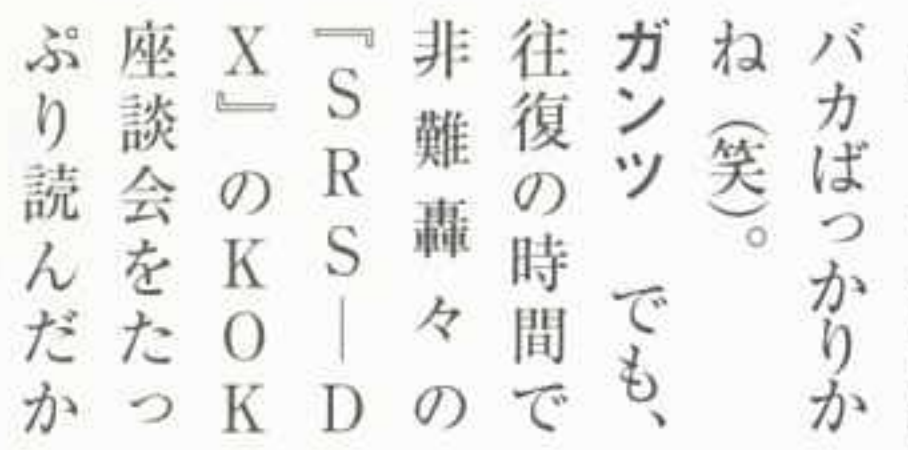 バカばっかりか
ね(笑)。
ガンツ　でも、
往復の時間で
非難轟々の
『SRS―D
X』のKOK
座談会をたっ
ぷり読んだか